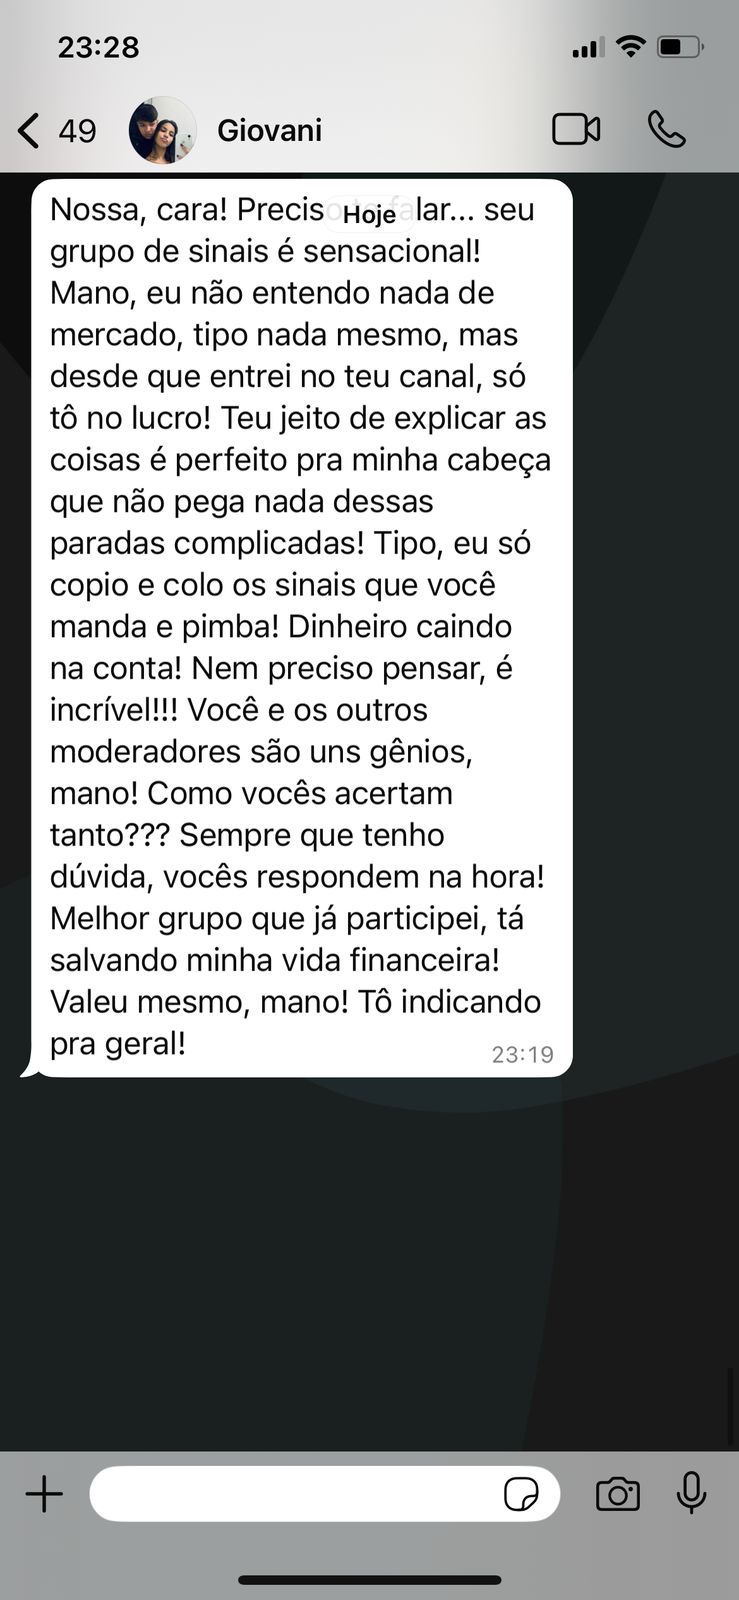 23:28
49
Giovani
Hoje
Nossa, cara! Preciso te falar... seu
grupo de sinais é sensacional!
Mano, eu não entendo nada de
mercado, tipo nada mesmo, mas
desde que entrei no teu canal, só
tô no lucro! Teu jeito de explicar as
coisas é perfeito pra minha cabeça
que não pega nada dessas
paradas complicadas! Tipo, eu só
copio e colo os sinais que você
manda e pimba! Dinheiro caindo
na conta! Nem preciso pensar, é
incrível!!! Você e os outros
moderadores são uns gênios,
mano! Como vocês acertam
tanto??? Sempre que tenho
dúvida, vocês respondem na hora!
Melhor grupo que já participei, tá
salvando minha vida financeira!
Valeu mesmo, mano! Tô indicando
pra geral!
23:19